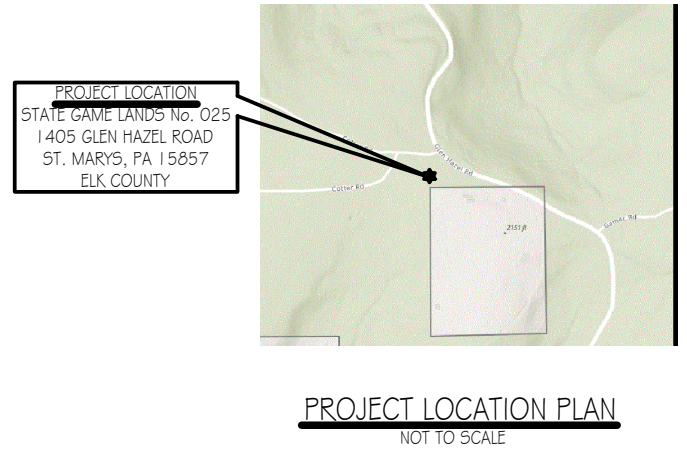 PROJECT LOCATION
STATE GAME LANDS No. 025
1405 GLEN HAZEL ROAD
ST. MARYS, PA 15857
ELK COUNTY
Glen Hazel Rd
Cotter Rd
2151 ft
PROJECT LOCATION PLAN
NOT TO SCALE